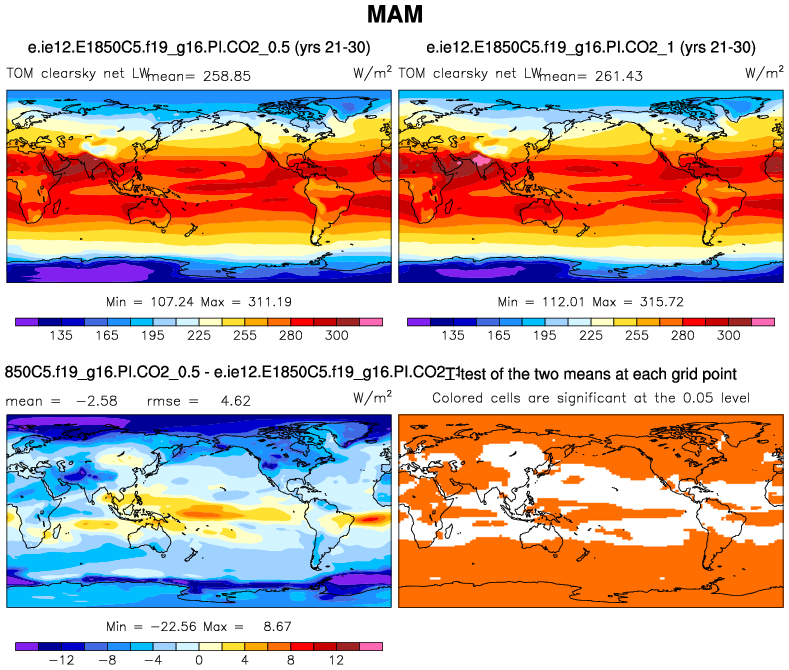 MAM
e.ie12.E1850C5.f19_g16.PI.CO2_0.5 (yrs 21-30)
e.ie12.E1850C5.f19_g16.PI.CO2_1 (yrs 21-30)
TOM clearsky net LW mean= 258.85 W/m²
TOM clearsky net LW mean= 261.43 W/m²
Min = 107.24 Max = 311.19
Min = 112.01 Max = 315.72
135 165 195 225 255 280 300
135 165 195 225 255 280 300
850C5.f19_g16.PI.CO2_0.5 - e.ie12.E1850C5.f19_g16.PI.CO2_1
T-test of the two means at each grid point
mean = −2.58 rmse = 4.62 W/m²
Colored cells are significant at the 0.05 level
Min = −22.56 Max = 8.67
−12 −8 −4 0 4 8 12